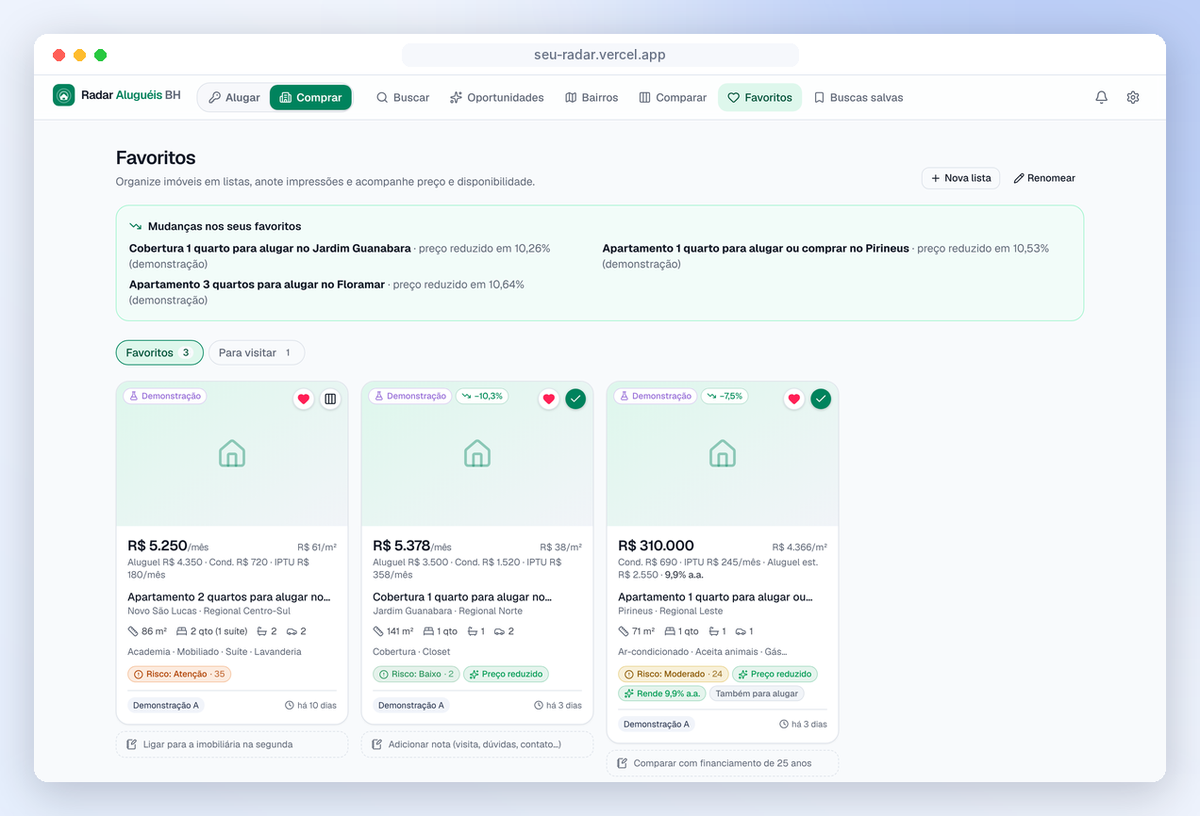 seu-radar.vercel.app
Radar Aluguéis BH
Alugar
Comprar
Buscar
Oportunidades
Bairros
Comparar
Favoritos
Buscas salvas
Favoritos
Organize imóveis em listas, anote impressões e acompanhe preço e disponibilidade.
+ Nova lista
Renomear
Mudanças nos seus favoritos
Cobertura 1 quarto para alugar no Jardim Guanabara · preço reduzido em 10,26%
(demonstração)
Apartamento 1 quarto para alugar ou comprar no Pirineus · preço reduzido em 10,53%
(demonstração)
Apartamento 3 quartos para alugar no Floramar · preço reduzido em 10,64%
(demonstração)
Favoritos 3
Para visitar 1
Demonstração
R$ 5.250/mês
R$ 61/m²
Aluguel R$ 4.350 · Cond. R$ 720 · IPTU R$
180/mês
Apartamento 2 quartos para alugar no…
Novo São Lucas · Regional Centro-Sul
86 m² 2 qto (1 suíte) 2 2
Academia · Mobiliado · Suíte · Lavanderia
Risco: Atenção · 35
Demonstração A
há 10 dias
Ligar para a imobiliária na segunda
Demonstração
−10,3%
R$ 5.378/mês
R$ 38/m²
Aluguel R$ 3.500 · Cond. R$ 1.520 · IPTU R$
358/mês
Cobertura 1 quarto para alugar no…
Jardim Guanabara · Regional Norte
141 m² 1 qto 1 2
Cobertura · Closet
Risco: Baixo · 2
Preço reduzido
Demonstração A
há 3 dias
Adicionar nota (visita, dúvidas, contato…)
Demonstração
−7,5%
R$ 310.000
R$ 4.366/m²
Cond. R$ 690 · IPTU R$ 245/mês · Aluguel est.
R$ 2.550 · 9,9% a.a.
Apartamento 1 quarto para alugar ou…
Pirineus · Regional Leste
71 m² 1 qto 1 1
Ar-condicionado · Aceita animais · Gás…
Risco: Moderado · 24
Preço reduzido
Rende 9,9% a.a.
Também para alugar
Demonstração A
há 3 dias
Comparar com financiamento de 25 anos